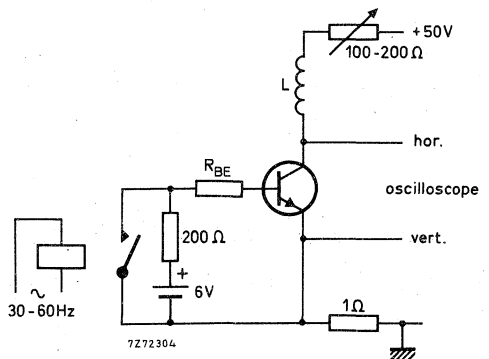 +50V
100-200Ω
L
hor.
R_BE
oscilloscope
200Ω
vert.
+
6V
1Ω
~
30-60Hz
7Z72304